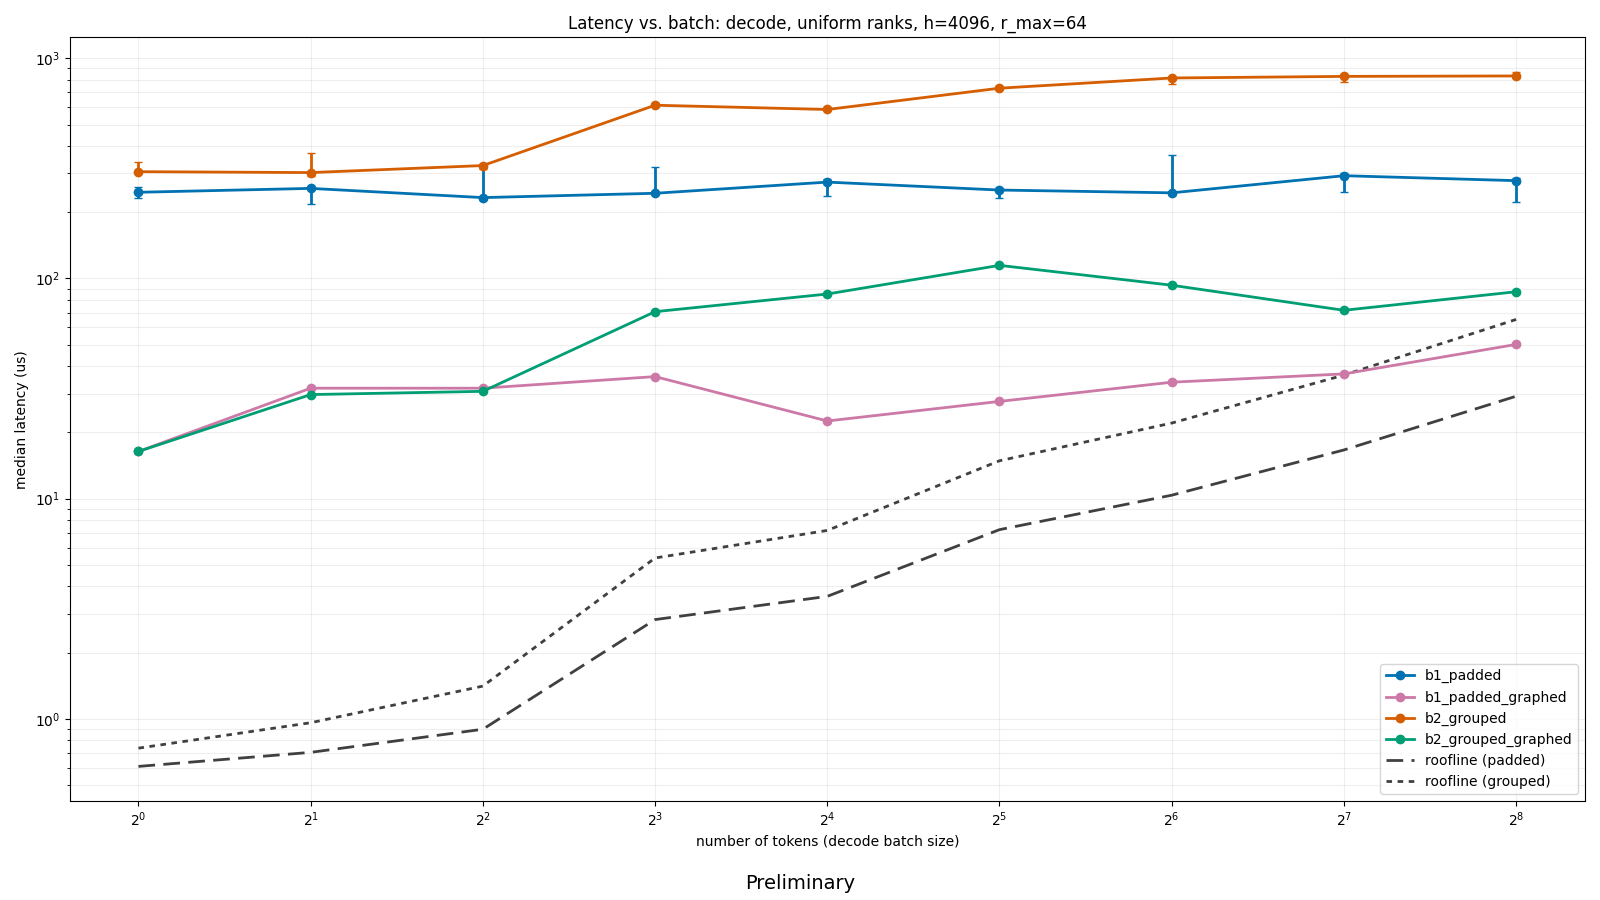 Latency vs. batch: decode, uniform ranks, h=4096, r_max=64
median latency (us)
10³
10²
10¹
10⁰
2⁰ 2¹ 2² 2³ 2⁴ 2⁵ 2⁶ 2⁷ 2⁸
number of tokens (decode batch size)
b1_padded
b1_padded_graphed
b2_grouped
b2_grouped_graphed
roofline (padded)
roofline (grouped)
Preliminary